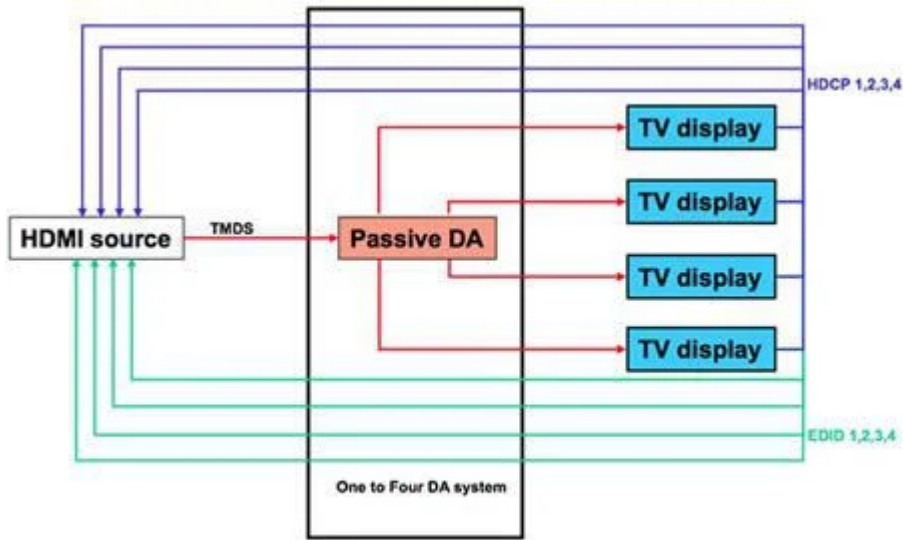 HDCP 1,2,3,4
TV display
TV display
HDMI source
TMDS
Passive DA
TV display
TV display
EDID 1,2,3,4
One to Four DA system